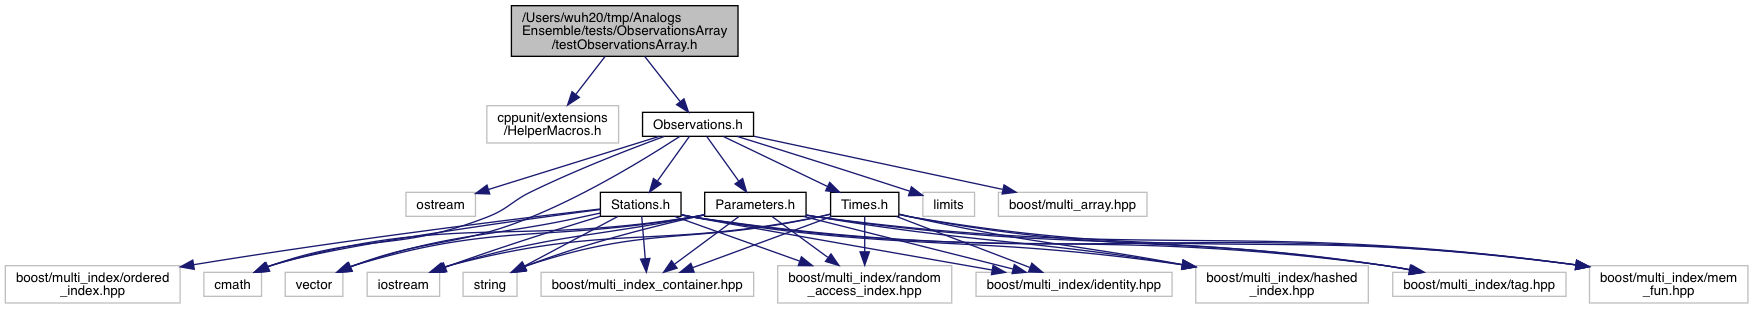 /Users/wuh20/tmp/Analogs
Ensemble/tests/ObservationsArray
/testObservationsArray.h
cppunit/extensions
/HelperMacros.h
Observations.h
ostream
Stations.h
Parameters.h
Times.h
limits
boost/multi_array.hpp
boost/multi_index/ordered
_index.hpp
cmath
vector
iostream
string
boost/multi_index_container.hpp
boost/multi_index/random
_access_index.hpp
boost/multi_index/identity.hpp
boost/multi_index/hashed
_index.hpp
boost/multi_index/tag.hpp
boost/multi_index/mem
_fun.hpp